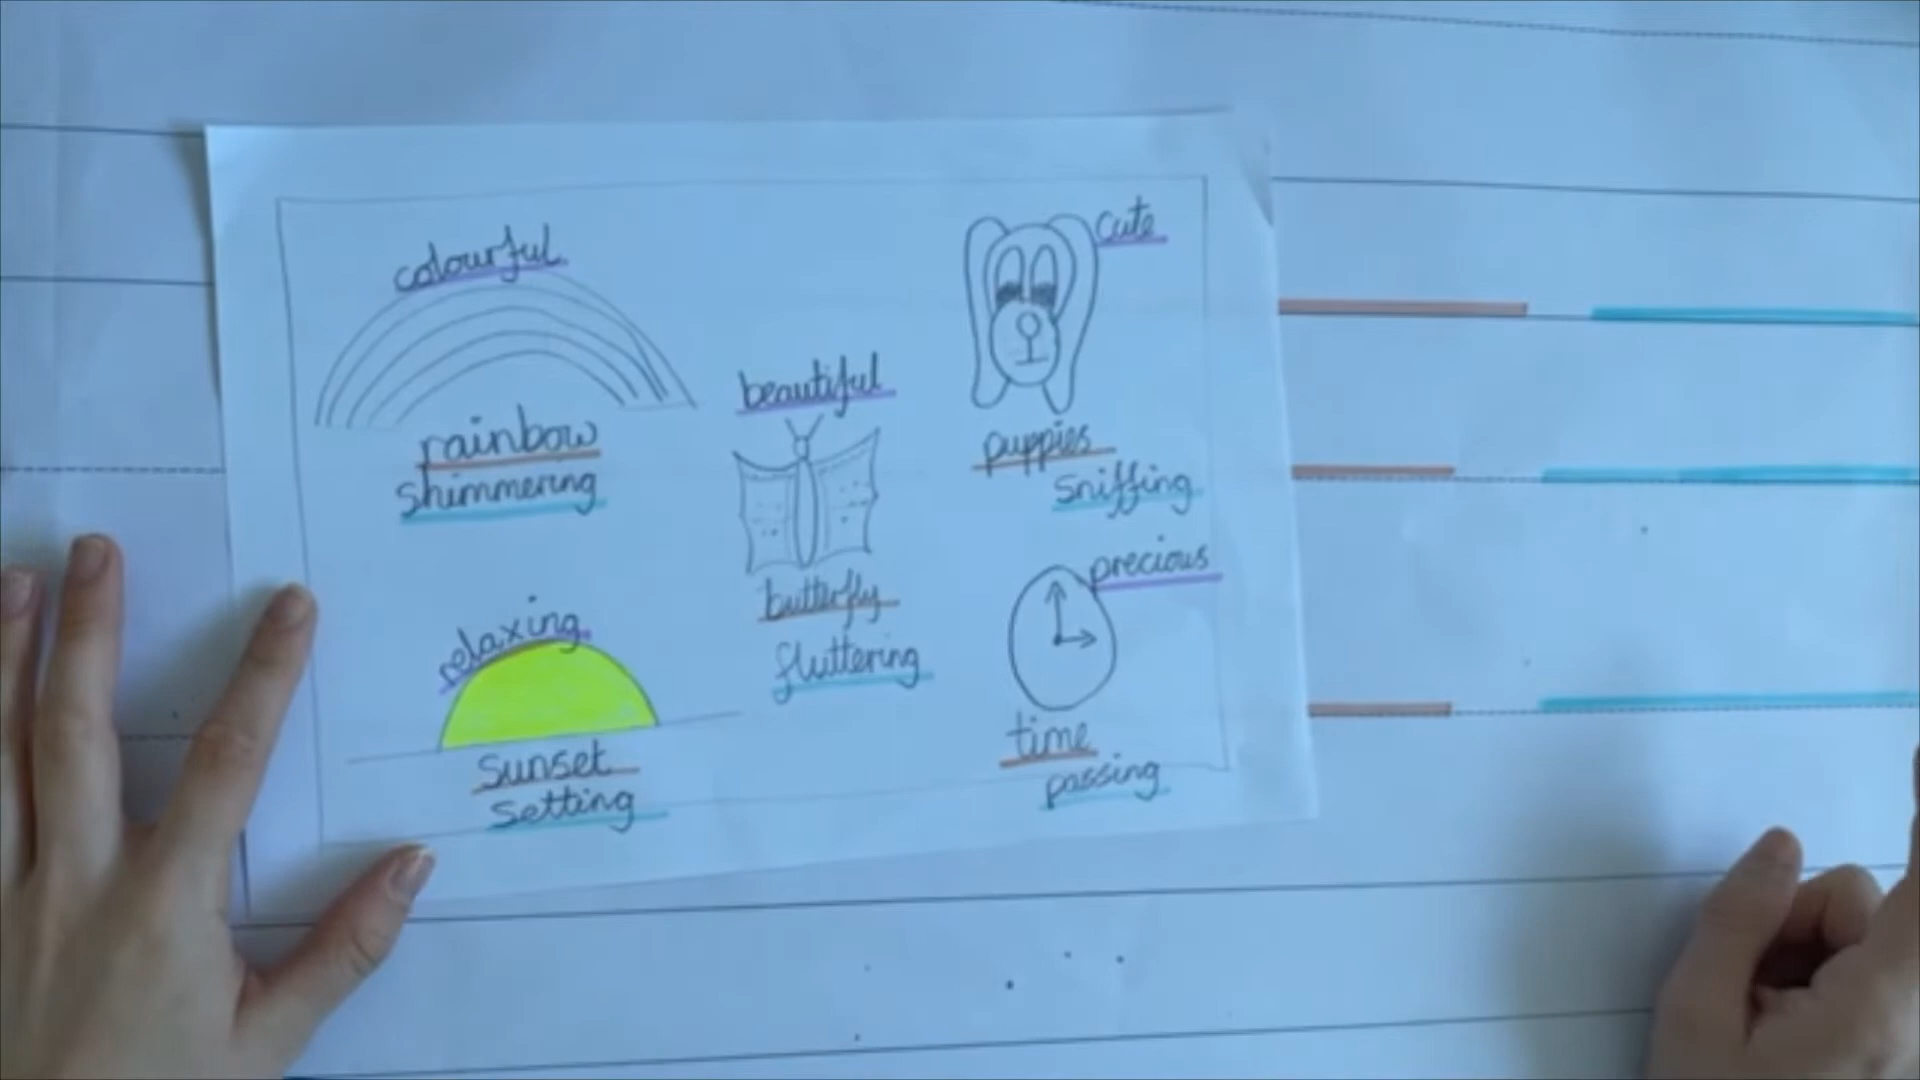 colourful
rainbow
shimmering
beautiful
butterfly
fluttering
cute
puppies
sniffing
relaxing
sunset
setting
precious
time
passing